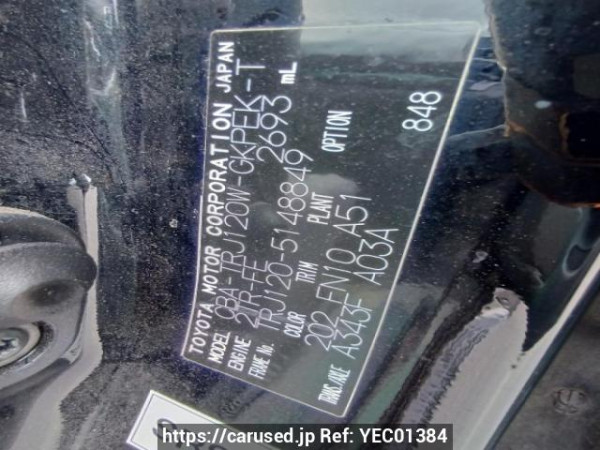 TOYOTA MOTOR CORPORATION JAPAN
MODEL CBA-TRJ120W-GKPEK-T
ENGINE 2TR-FE 2693 mL
FRAME No. TRJ120-5148849
COLOR TRIM PLANT OPTION
202 FN10 A51 848
TRANS/AXLE A343F A03A
https://carused.jp Ref: YEC01384